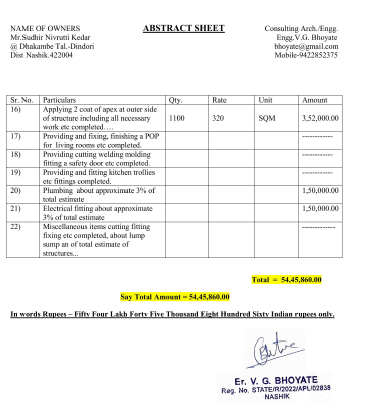 NAME OF OWNERS ABSTRACT SHEET Consulting Arch./Engg.
Mr.Sudhir Nivrutti Kedar Engg.V.G. Bhoyate
@ Dhakambe Tal.-Dindori bhoyate@gmail.com
Dist Nashik.422004 Mobile-9422852375
Sr. No. Particulars Qty. Rate Unit Amount
16) Applying 2 coat of apex at outer side
of structure including all necessary 1100 320 SQM 3,52,000.00
work etc completed….
17) Providing and fixing, finishing a POP ------------
for living rooms etc completed.
18) Providing cutting welding molding ------------
fitting a safety door etc completed.
19) Providing and fitting kitchen trollies ------------
etc fittings completed.
20) Plumbing about approximate 3% of 1,50,000.00
total estimate
21) Electrical fitting about approximate 1,50,000.00
3% of total estimate
22) Miscellaneous items cutting fitting -------------
fixing etc completed, about lump
sump an of total estimate of
structures...
Total = 54,45,860.00
Say Total Amount = 54,45,860.00
In words Rupees – Fifty Four Lakh Forty Five Thousand Eight Hundred Sixty Indian rupees only.
Er. V. G. BHOYATE
Reg. No. STATE/R/2022/APL/02838
NASHIK